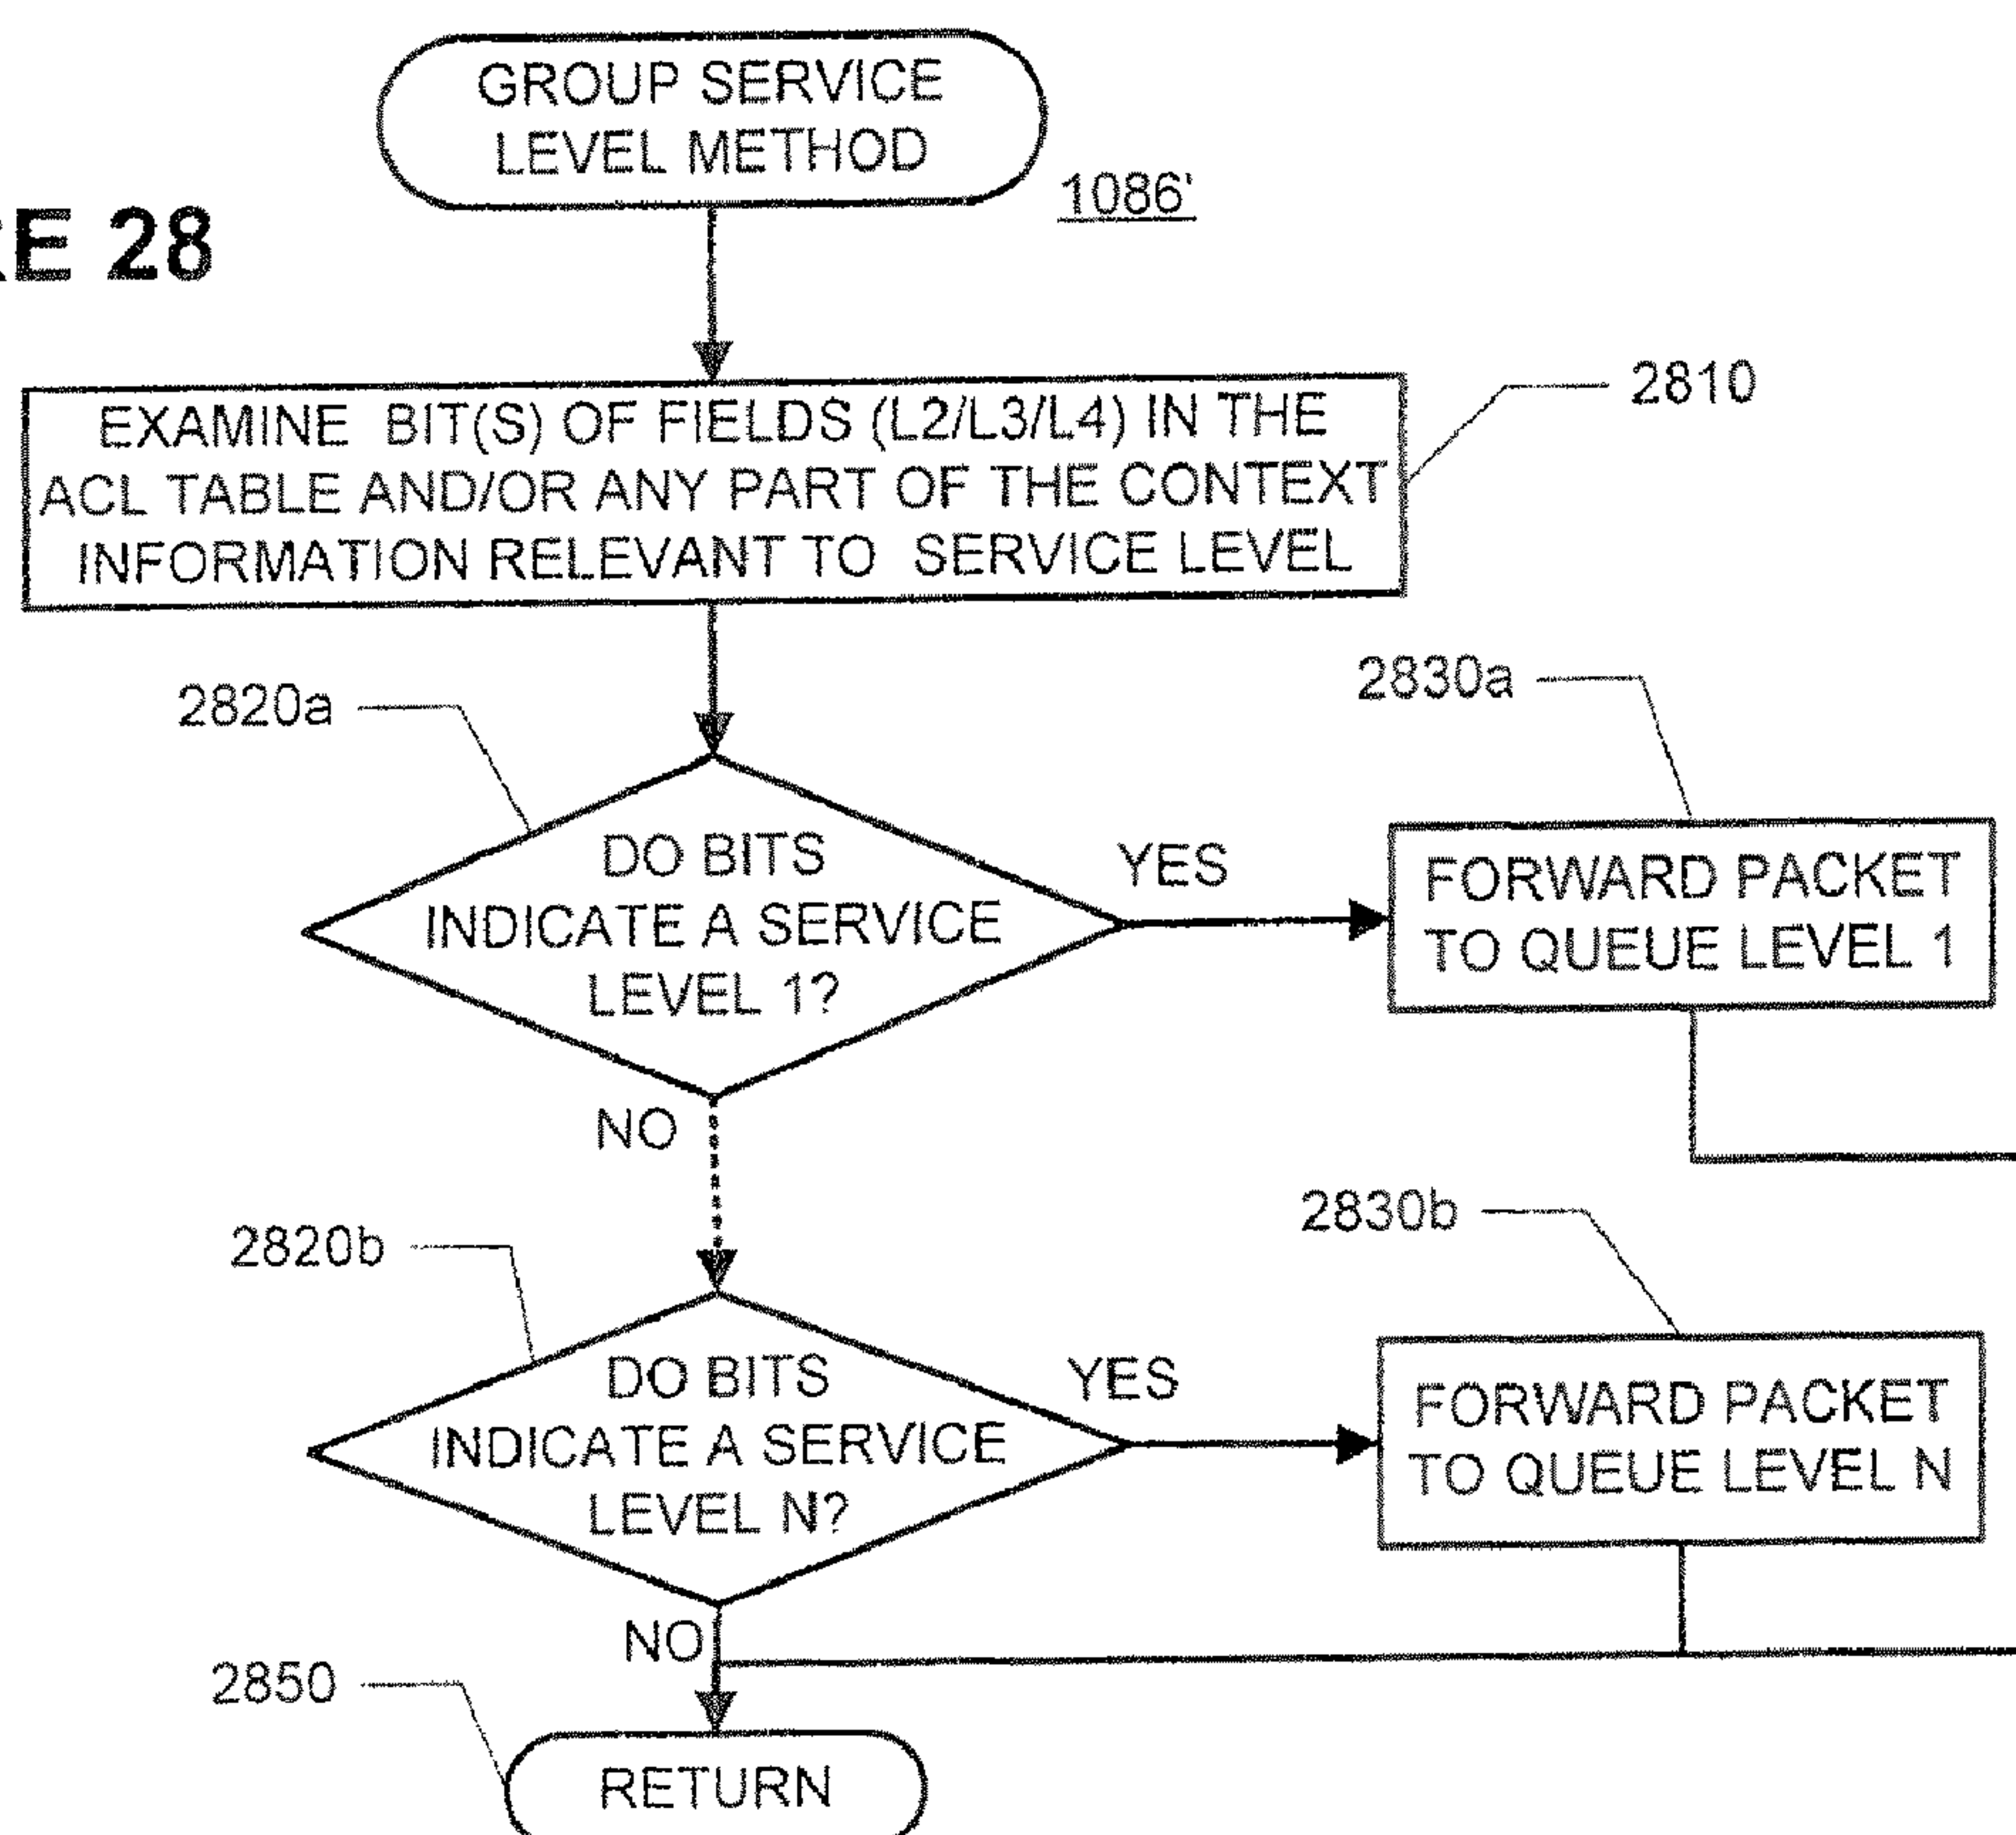 GROUP SERVICE
LEVEL METHOD
1086'
RE 28
EXAMINE BIT(S) OF FIELDS (L2/L3/L4) IN THE
ACL TABLE AND/OR ANY PART OF THE CONTEXT
INFORMATION RELEVANT TO SERVICE LEVEL
2810
2820a
2830a
DO BITS
INDICATE A SERVICE
LEVEL 1?
YES
FORWARD PACKET
TO QUEUE LEVEL 1
NO
2820b
2830b
DO BITS
INDICATE A SERVICE
LEVEL N?
YES
FORWARD PACKET
TO QUEUE LEVEL N
NO
2850
RETURN